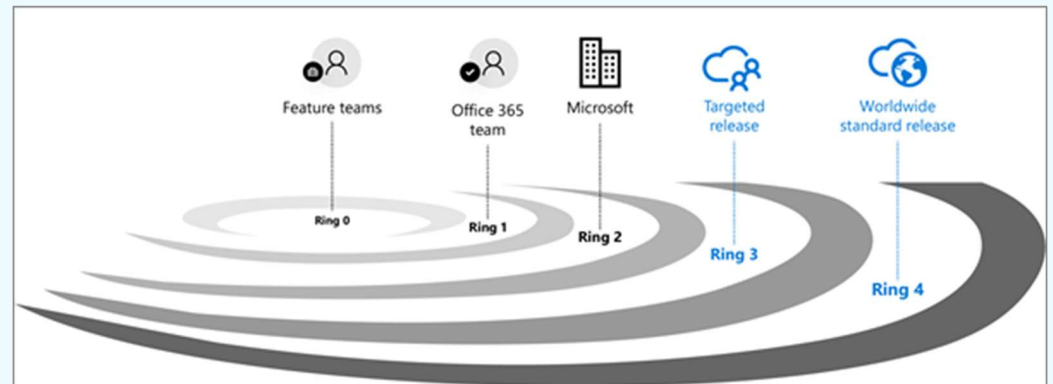 Feature teams
Office 365
team
Microsoft
Targeted
release
Worldwide
standard release
Ring 0
Ring 1
Ring 2
Ring 3
Ring 4